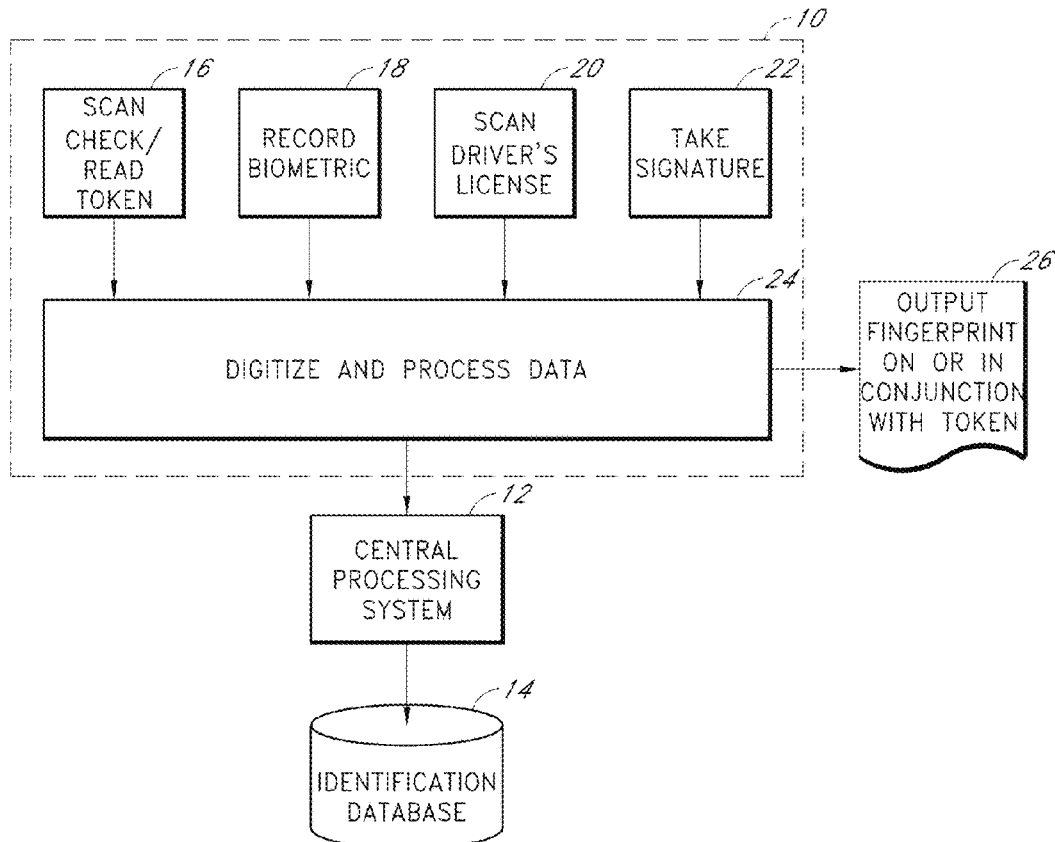 10
16
18
20
22
SCAN
CHECK/
READ
TOKEN
RECORD
BIOMETRIC
SCAN
DRIVER'S
LICENSE
TAKE
SIGNATURE
24
DIGITIZE AND PROCESS DATA
26
OUTPUT
FINGERPRINT
ON OR IN
CONJUNCTION
WITH TOKEN
12
CENTRAL
PROCESSING
SYSTEM
14
IDENTIFICATION
DATABASE